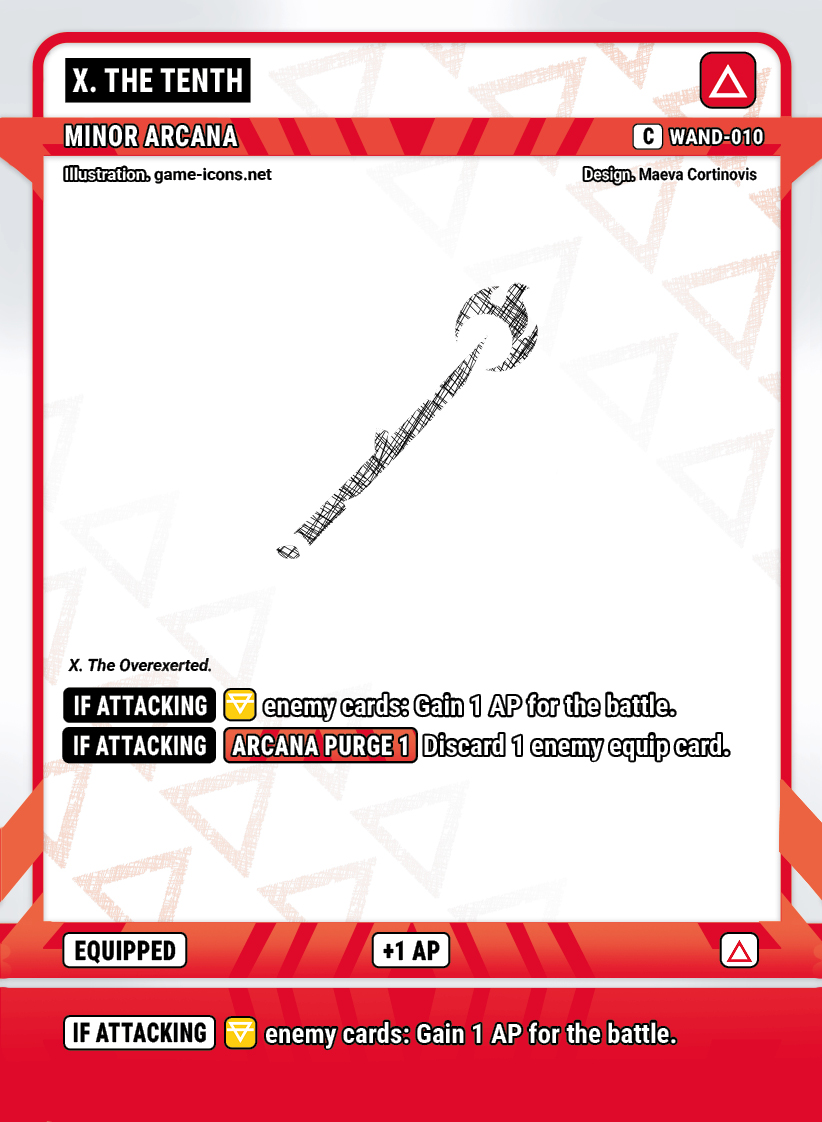 X. THE TENTH
MINOR ARCANA
C WAND-010
Illustration. game-icons.net
Design. Maeva Cortinovis
X. The Overexerted.
IF ATTACKING enemy cards: Gain 1 AP for the battle.
IF ATTACKING ARCANA PURGE 1 Discard 1 enemy equip card.
EQUIPPED
+1 AP
IF ATTACKING enemy cards: Gain 1 AP for the battle.